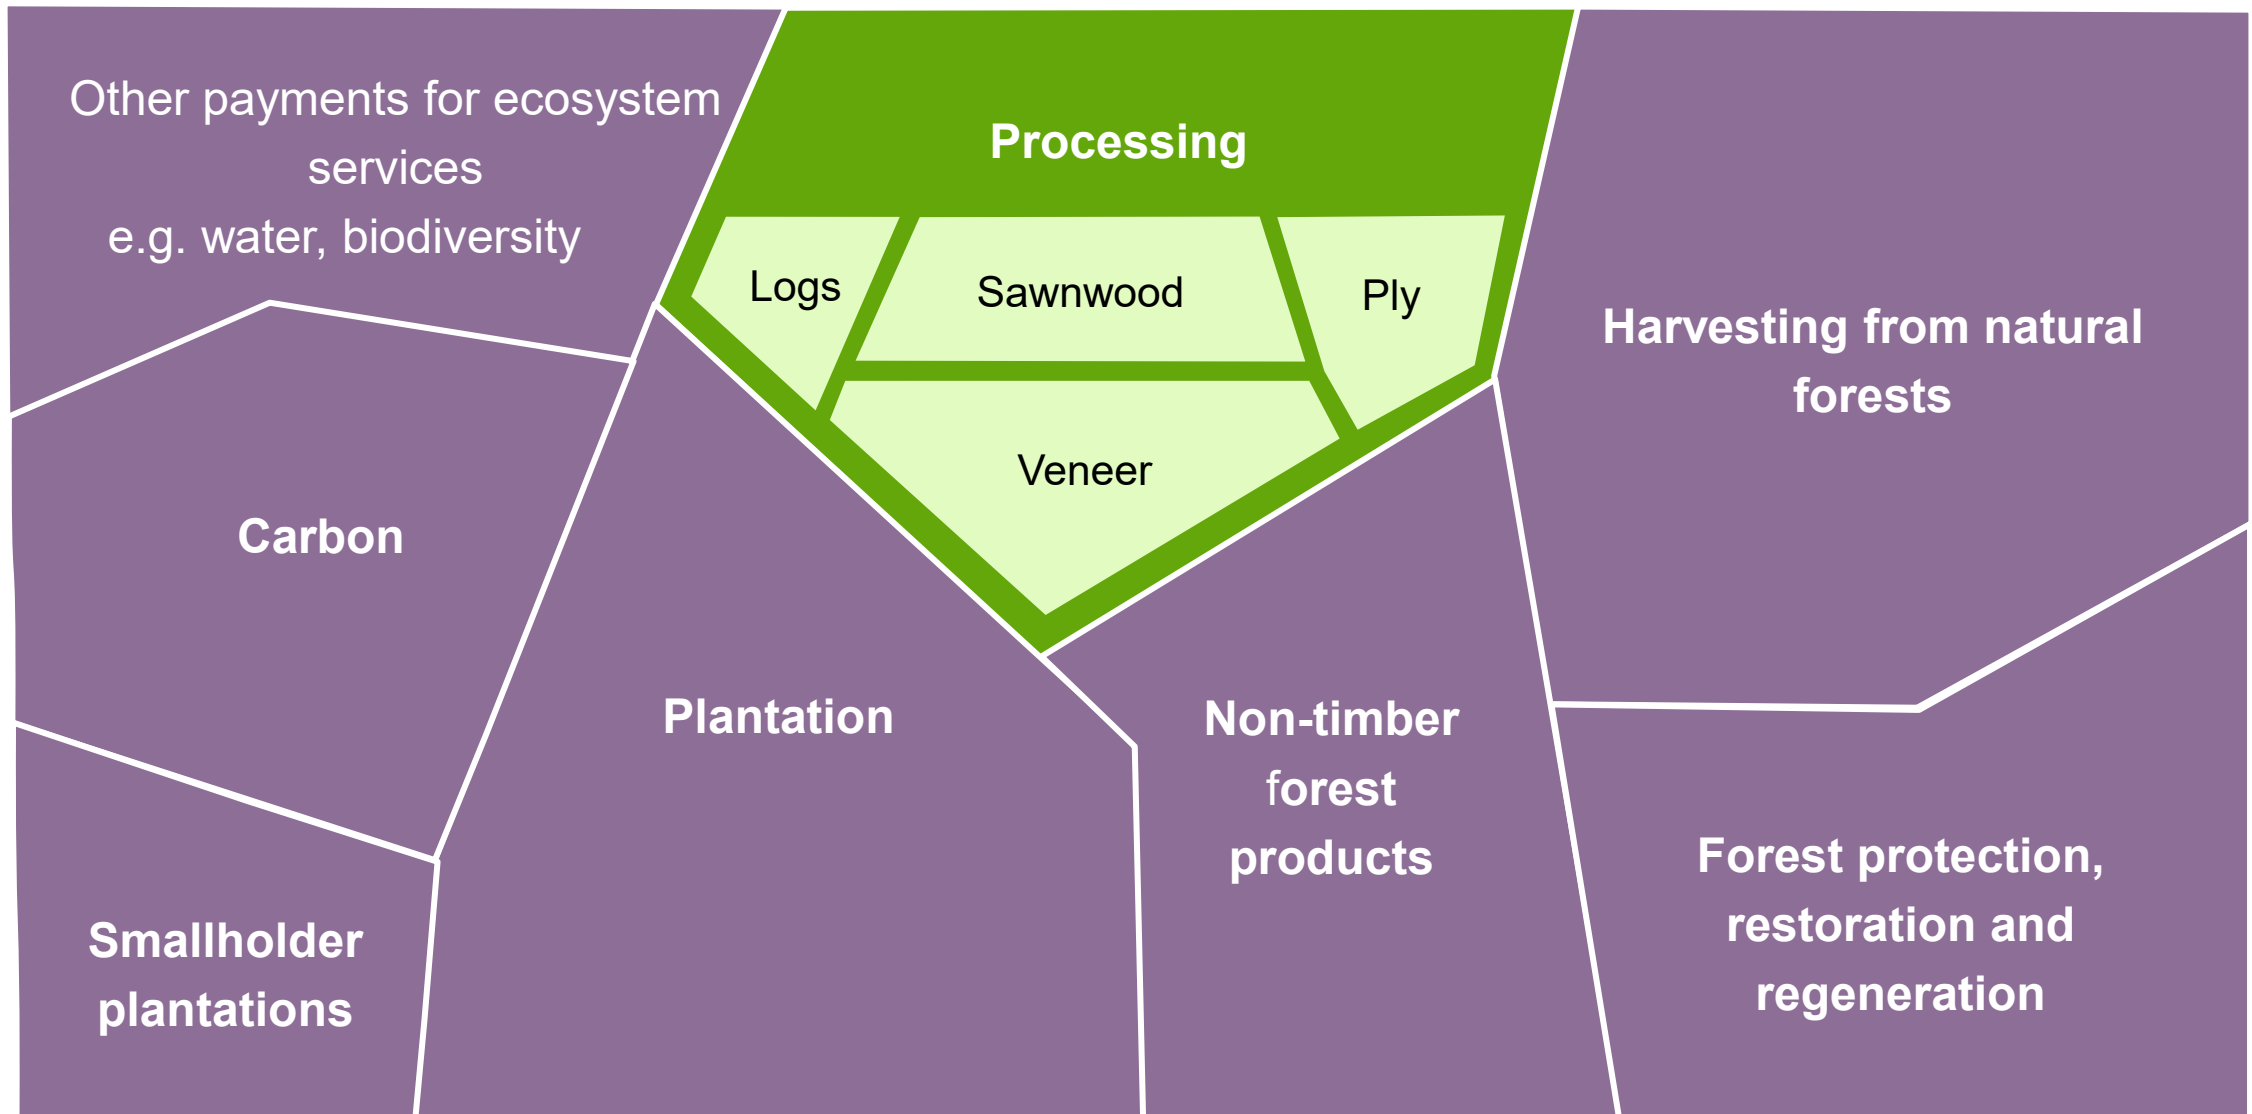 Other payments for ecosystem
services
e.g. water, biodiversity
Processing
Logs
Sawnwood
Ply
Veneer
Harvesting from natural
forests
Carbon
Plantation
Non-timber
forest
products
Smallholder
plantations
Forest protection,
restoration and
regeneration